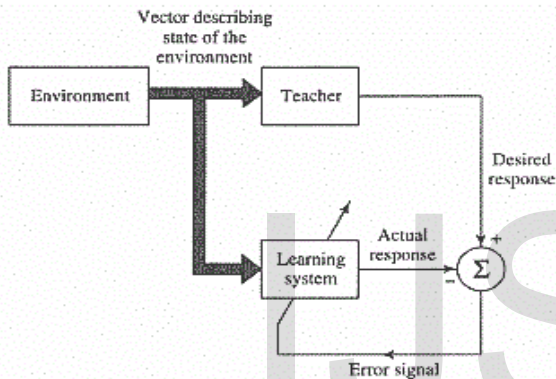 Vector describing
state of the
environment
Environment
Teacher
Desired
response
Learning
system
Actual
response
+
Σ
−
Error signal